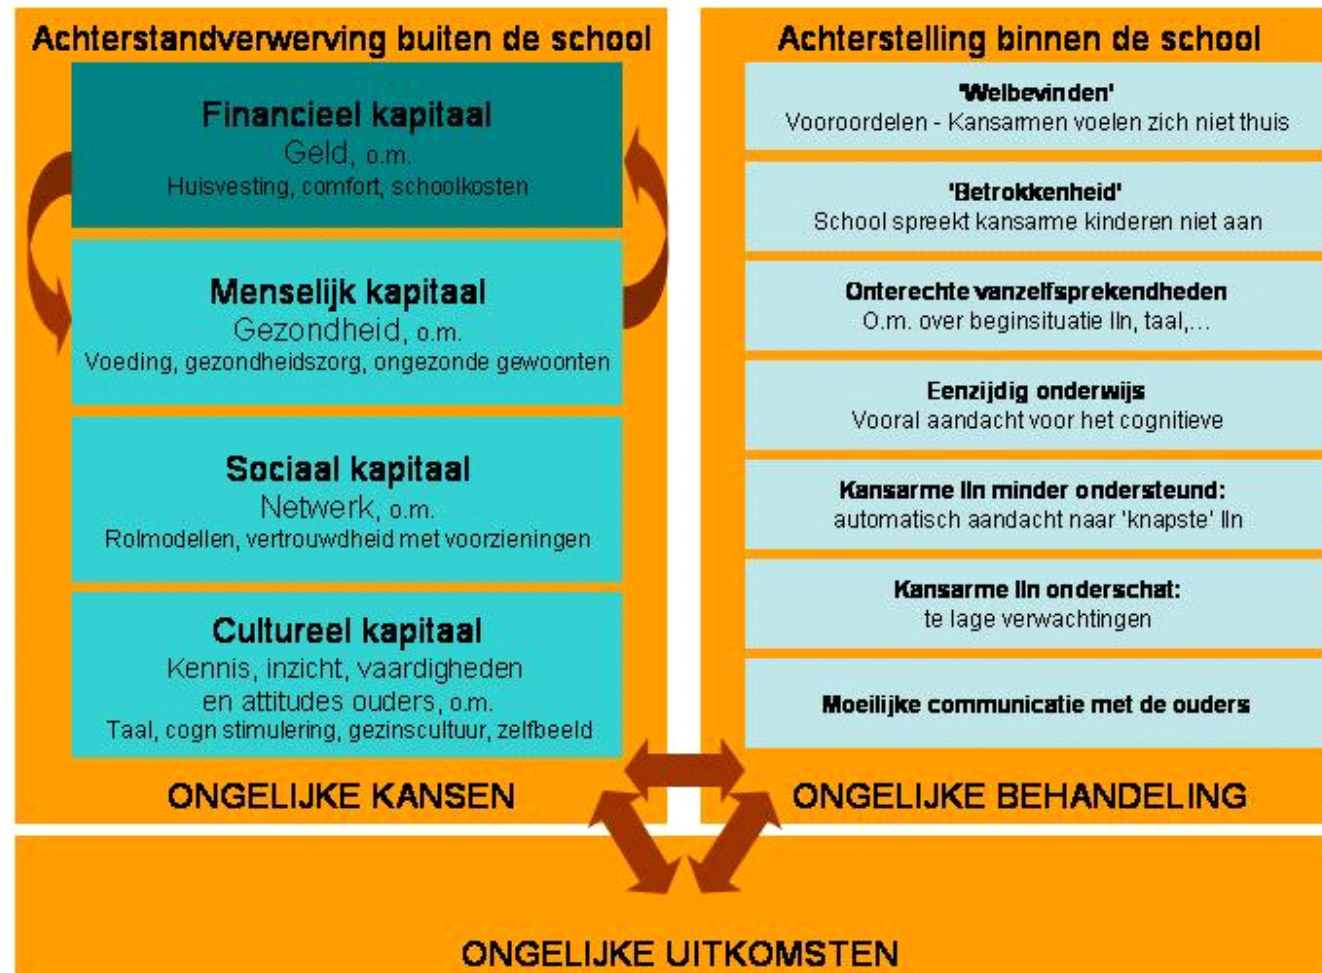 Achterstandverwerving buiten de school
Financieel kapitaal
Geld, o.m.
Huisvesting, comfort, schoolkosten
Menselijk kapitaal
Gezondheid, o.m.
Voeding, gezondheidszorg, ongezonde gewoonten
Sociaal kapitaal
Netwerk, o.m.
Rolmodellen, vertrouwdheid met voorzieningen
Cultureel kapitaal
Kennis, inzicht, vaardigheden
en attitudes ouders, o.m.
Taal, cogn stimulering, gezinscultuur, zelfbeeld
ONGELIJKE KANSEN
Achterstelling binnen de school
'Welbevinden'
Vooroordelen - Kansarmen voelen zich niet thuis
'Betrokkenheid'
School spreekt kansarme kinderen niet aan
Onterechte vanzelfsprekendheden
O.m. over beginsituatie lln, taal,...
Eenzijdig onderwijs
Vooral aandacht voor het cognitieve
Kansarme lln minder ondersteund:
automatisch aandacht naar 'knapste' lln
Kansarme lln onderschat:
te lage verwachtingen
Moeilijke communicatie met de ouders
ONGELIJKE BEHANDELING
ONGELIJKE UITKOMSTEN